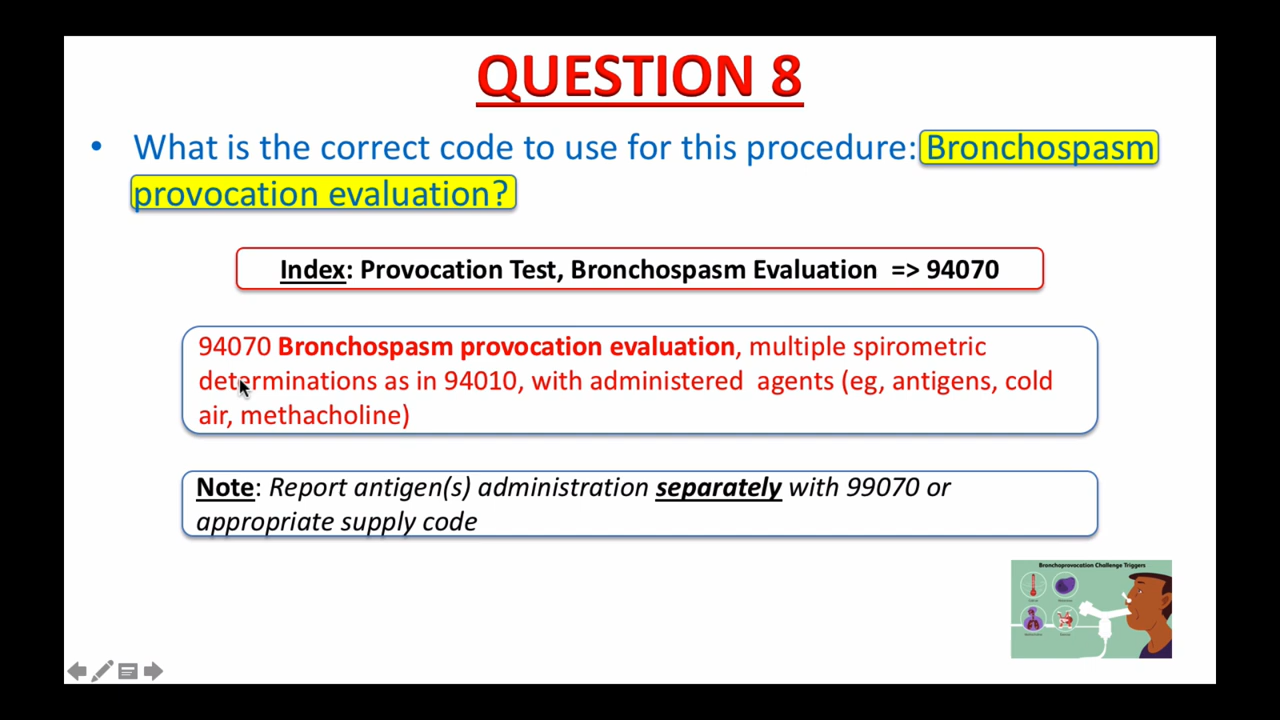 QUESTION 8
• What is the correct code to use for this procedure: Bronchospasm
provocation evaluation?
Index: Provocation Test, Bronchospasm Evaluation => 94070
94070 Bronchospasm provocation evaluation, multiple spirometric
determinations as in 94010, with administered agents (eg, antigens, cold
air, methacholine)
Note: Report antigen(s) administration separately with 99070 or
appropriate supply code
Bronchoprovocation Challenge Triggers